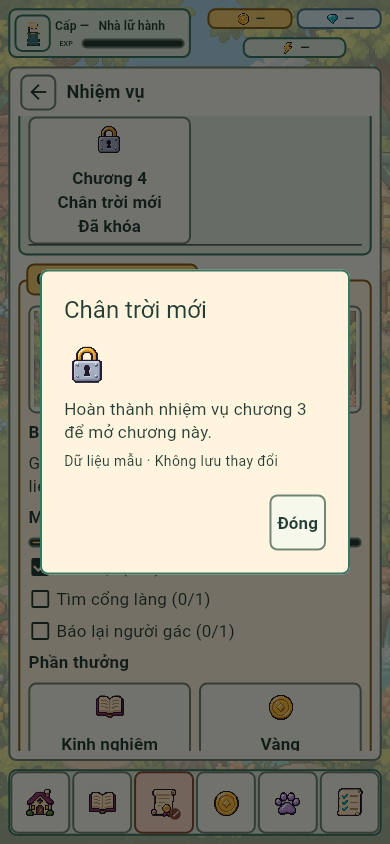 Cấp — Nhà lữ hành
EXP
—
—
—
Nhiệm vụ
Chương 4
Chân trời mới
Đã khóa
Chân trời mới
Hoàn thành nhiệm vụ chương 3
để mở chương này.
Dữ liệu mẫu · Không lưu thay đổi
Đóng
Tìm cổng làng (0/1)
Báo lại người gác (0/1)
Phần thưởng
Kinh nghiệm
Vàng